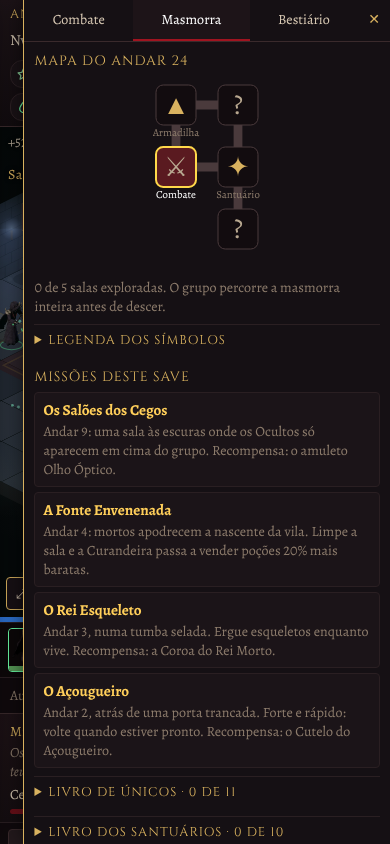 Combate
Masmorra
Bestiário
×
MAPA DO ANDAR 24
?
Armadilha
Combate
Santuário
?
0 de 5 salas exploradas. O grupo percorre a masmorra
inteira antes de descer.
▶ LEGENDA DOS SÍMBOLOS
MISSÕES DESTE SAVE
Os Salões dos Cegos
Andar 9: uma sala às escuras onde os Ocultos só
aparecem em cima do grupo. Recompensa: o amuleto
Olho Óptico.
A Fonte Envenenada
Andar 4: mortos apodrecem a nascente da vila. Limpe a
sala e a Curandeira passa a vender poções 20% mais
baratas.
O Rei Esqueleto
Andar 3, numa tumba selada. Ergue esqueletos enquanto
vive. Recompensa: a Coroa do Rei Morto.
O Açougueiro
Andar 2, atrás de uma porta trancada. Forte e rápido:
volte quando estiver pronto. Recompensa: o Cutelo do
Açougueiro.
▶ LIVRO DE ÚNICOS · 0 DE 11
▶ LIVRO DOS SANTUÁRIOS · 0 DE 10